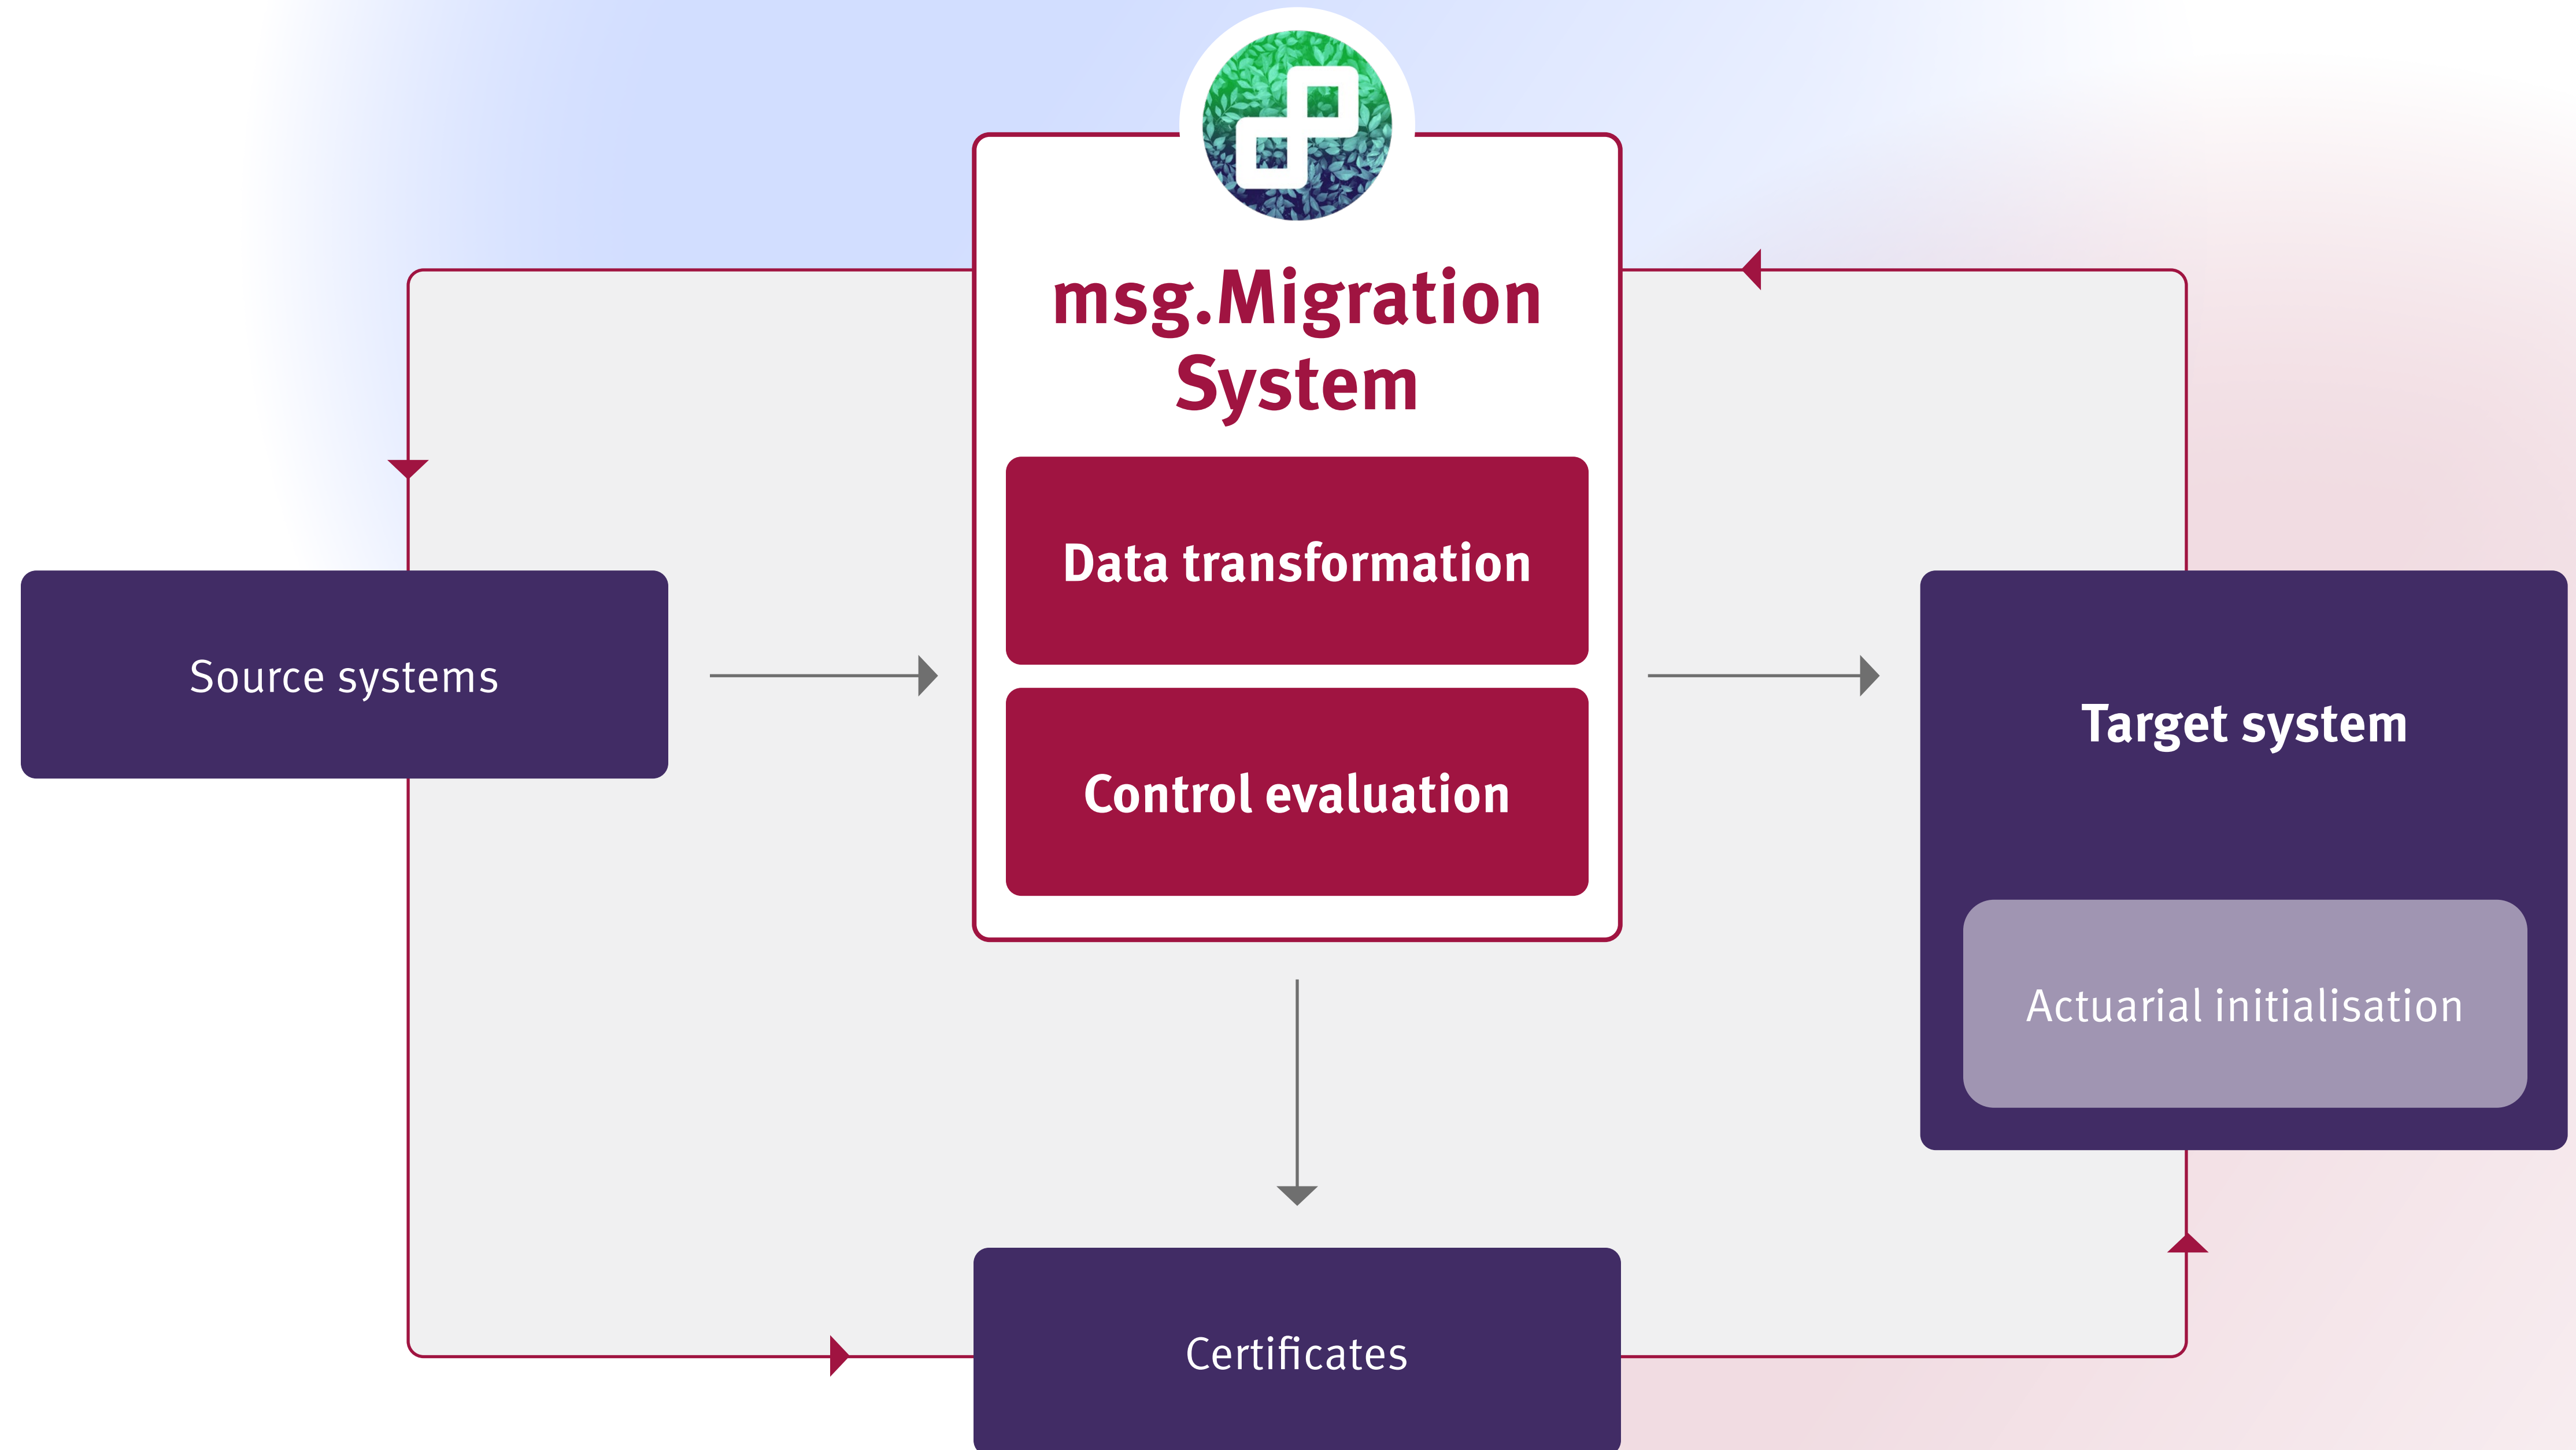 msg.Migration
System
Data transformation
Control evaluation
Source systems
Target system
Actuarial initialisation
Certificates